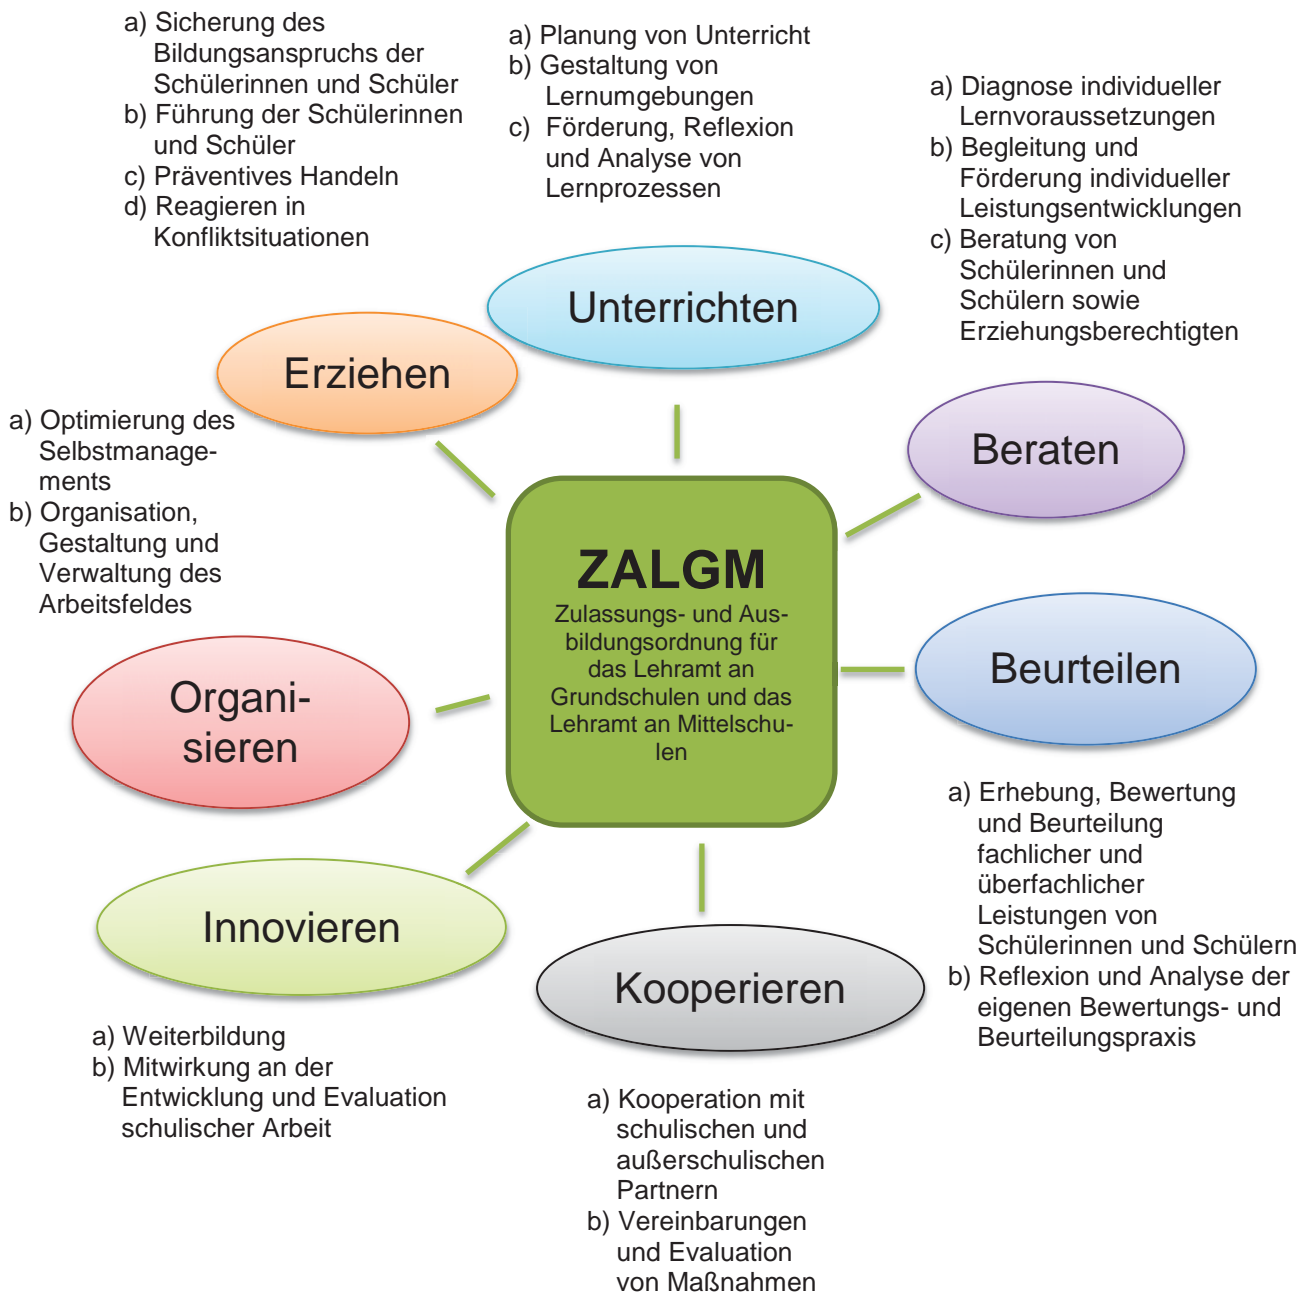 a) Sicherung des
Bildungsanspruchs der
Schülerinnen und Schüler
b) Führung der Schülerinnen
und Schüler
c) Präventives Handeln
d) Reagieren in
Konfliktsituationen
a) Planung von Unterricht
b) Gestaltung von
Lernumgebungen
c) Förderung, Reflexion
und Analyse von
Lernprozessen
a) Diagnose individueller
Lernvoraussetzungen
b) Begleitung und
Förderung individueller
Leistungsentwicklungen
c) Beratung von
Schülerinnen und
Schülern sowie
Erziehungsberechtigten
Unterrichten
Erziehen
Beraten
a) Optimierung des
Selbstmanage-
ments
b) Organisation,
Gestaltung und
Verwaltung des
Arbeitsfeldes
ZALGM
Zulassungs- und Aus-
bildungsordnung für
das Lehramt an
Grundschulen und das
Lehramt an Mittelschu-
len
Beurteilen
Organi-
sieren
a) Erhebung, Bewertung
und Beurteilung
fachlicher und
überfachlicher
Leistungen von
Schülerinnen und Schülern
b) Reflexion und Analyse der
eigenen Bewertungs- und
Beurteilungspraxis
Innovieren
Kooperieren
a) Weiterbildung
b) Mitwirkung an der
Entwicklung und Evaluation
schulischer Arbeit
a) Kooperation mit
schulischen und
außerschulischen
Partnern
b) Vereinbarungen
und Evaluation
von Maßnahmen